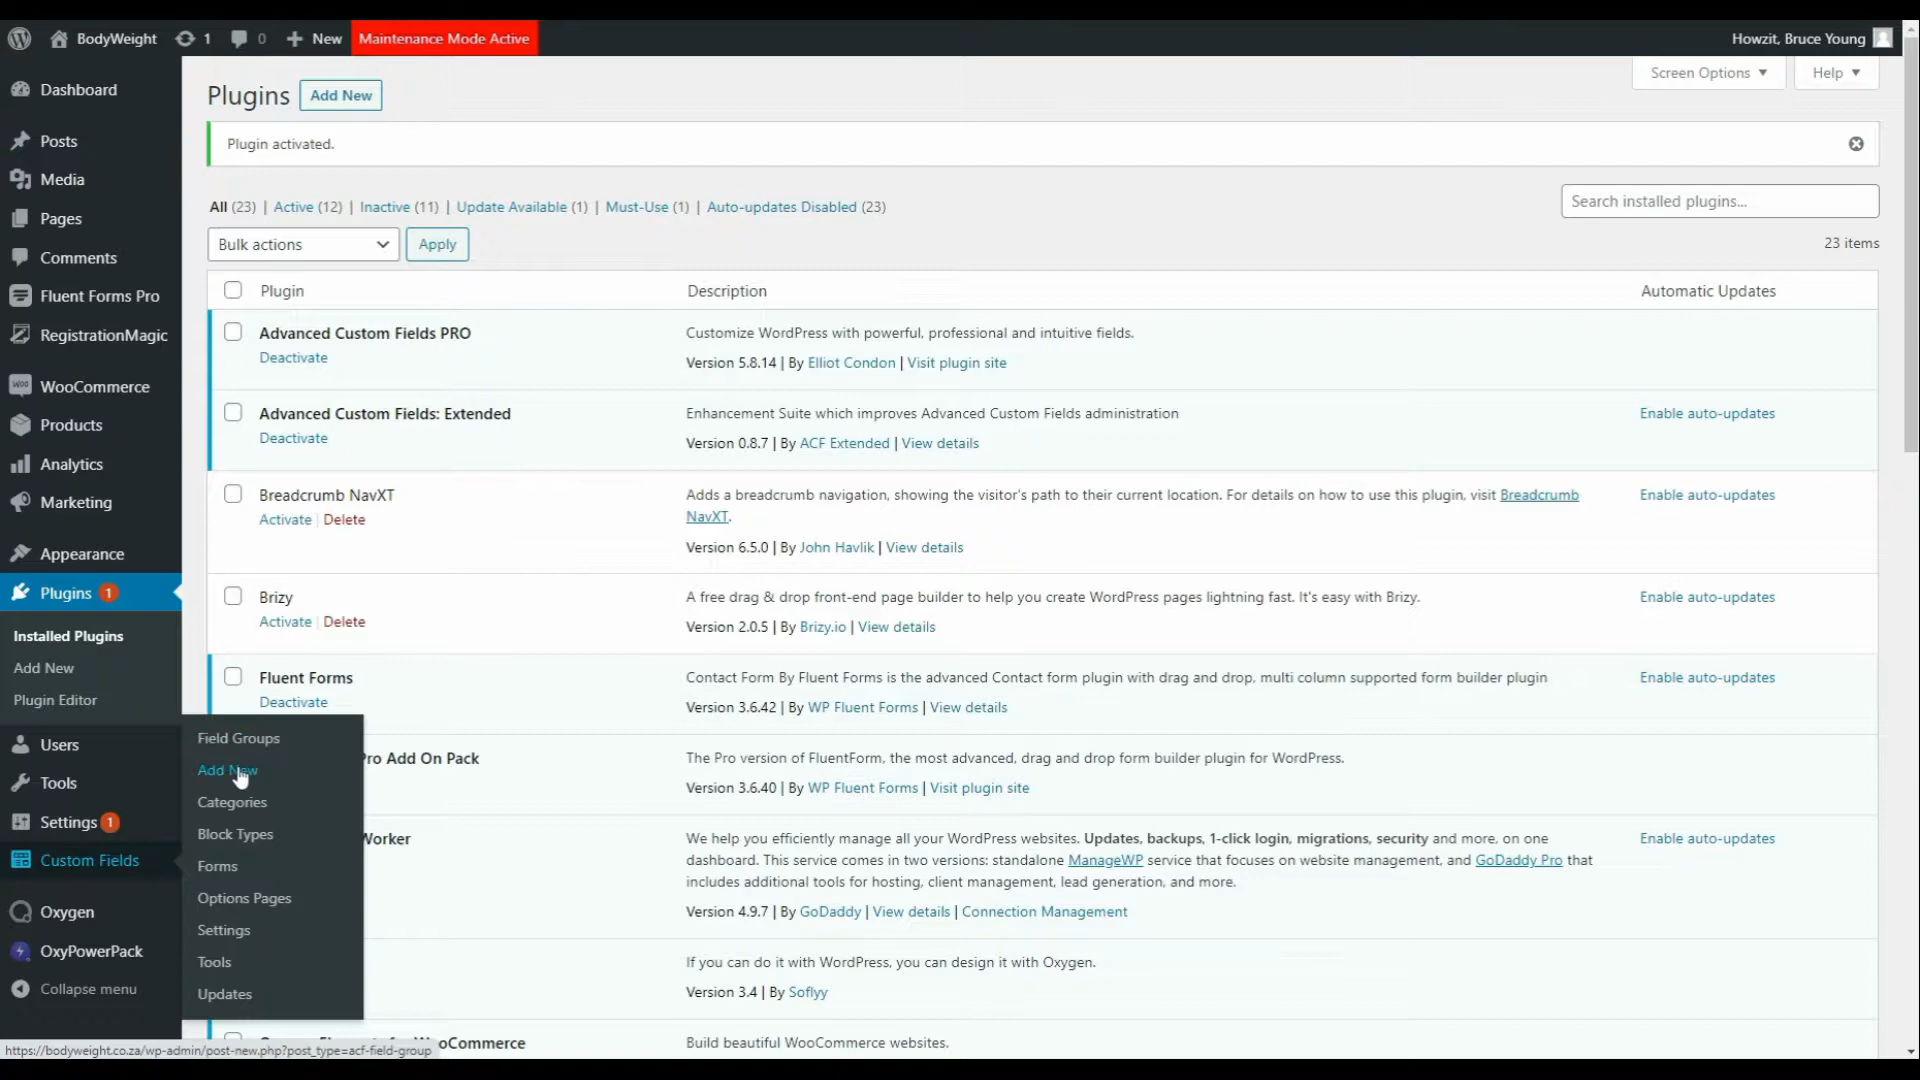 BodyWeight 1 0 New Maintenance Mode Active Howzit, Bruce Young
Screen Options Help
Dashboard
Posts
Media
Pages
Comments
Fluent Forms Pro
RegistrationMagic
WooCommerce
Products
Analytics
Marketing
Appearance
Plugins 1
Installed Plugins
Add New
Plugin Editor
Users
Tools
Settings 1
Custom Fields
Oxygen
OxyPowerPack
Collapse menu
Field Groups
Add New
Categories
Block Types
Forms
Options Pages
Settings
Tools
Updates
Plugins Add New
Plugin activated.
All (23) | Active (12) | Inactive (11) | Update Available (1) | Must-Use (1) | Auto-updates Disabled (23)
Search installed plugins...
Bulk actions Apply
23 items
Plugin Description Automatic Updates
Advanced Custom Fields PRO
Deactivate
Customize WordPress with powerful, professional and intuitive fields.
Version 5.8.14 | By Elliot Condon | Visit plugin site
Advanced Custom Fields: Extended
Deactivate
Enhancement Suite which improves Advanced Custom Fields administration
Version 0.8.7 | By ACF Extended | View details
Enable auto-updates
Breadcrumb NavXT
Activate | Delete
Adds a breadcrumb navigation, showing the visitor's path to their current location. For details on how to use this plugin, visit Breadcrumb
NavXT.
Version 6.5.0 | By John Havlik | View details
Enable auto-updates
Brizy
Activate | Delete
A free drag & drop front-end page builder to help you create WordPress pages lightning fast. It's easy with Brizy.
Version 2.0.5 | By Brizy.io | View details
Enable auto-updates
Fluent Forms
Deactivate
Contact Form By Fluent Forms is the advanced Contact form plugin with drag and drop, multi column supported form builder plugin
Version 3.6.42 | By WP Fluent Forms | View details
Enable auto-updates
Pro Add On Pack
The Pro version of FluentForm, the most advanced, drag and drop form builder plugin for WordPress.
Version 3.6.40 | By WP Fluent Forms | Visit plugin site
Worker
We help you efficiently manage all your WordPress websites. Updates, backups, 1-click login, migrations, security and more, on one
dashboard. This service comes in two versions: standalone ManageWP service that focuses on website management, and GoDaddy Pro that
includes additional tools for hosting, client management, lead generation, and more.
Version 4.9.7 | By GoDaddy | View details | Connection Management
Enable auto-updates
If you can do it with WordPress, you can design it with Oxygen.
Version 3.4 | By Soflyy
WooCommerce
Build beautiful WooCommerce websites.
https://bodyweight.co.za/wp-admin/post-new.php?post_type=acf-field-group